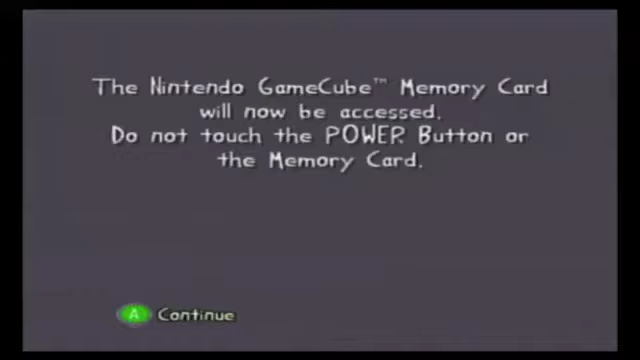 The Nintendo GameCube™ Memory Card
will now be accessed.
Do not touch the POWER Button or
the Memory Card.
A Continue